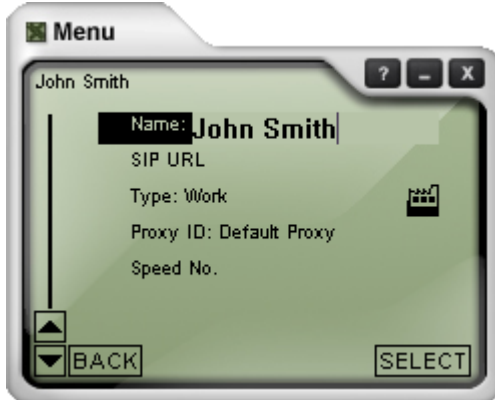 Menu
? – X
John Smith
Name: John Smith
SIP URL
Type: Work
Proxy ID: Default Proxy
Speed No.
BACK SELECT